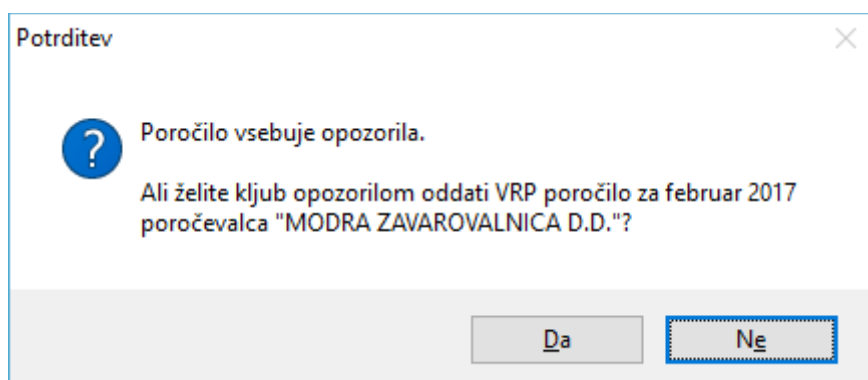 Potrditev
Poročilo vsebuje opozorila.
Ali želite kljub opozorilom oddati VRP poročilo za februar 2017
poročevalca "MODRA ZAVAROVALNICA D.D."?
Da
Ne